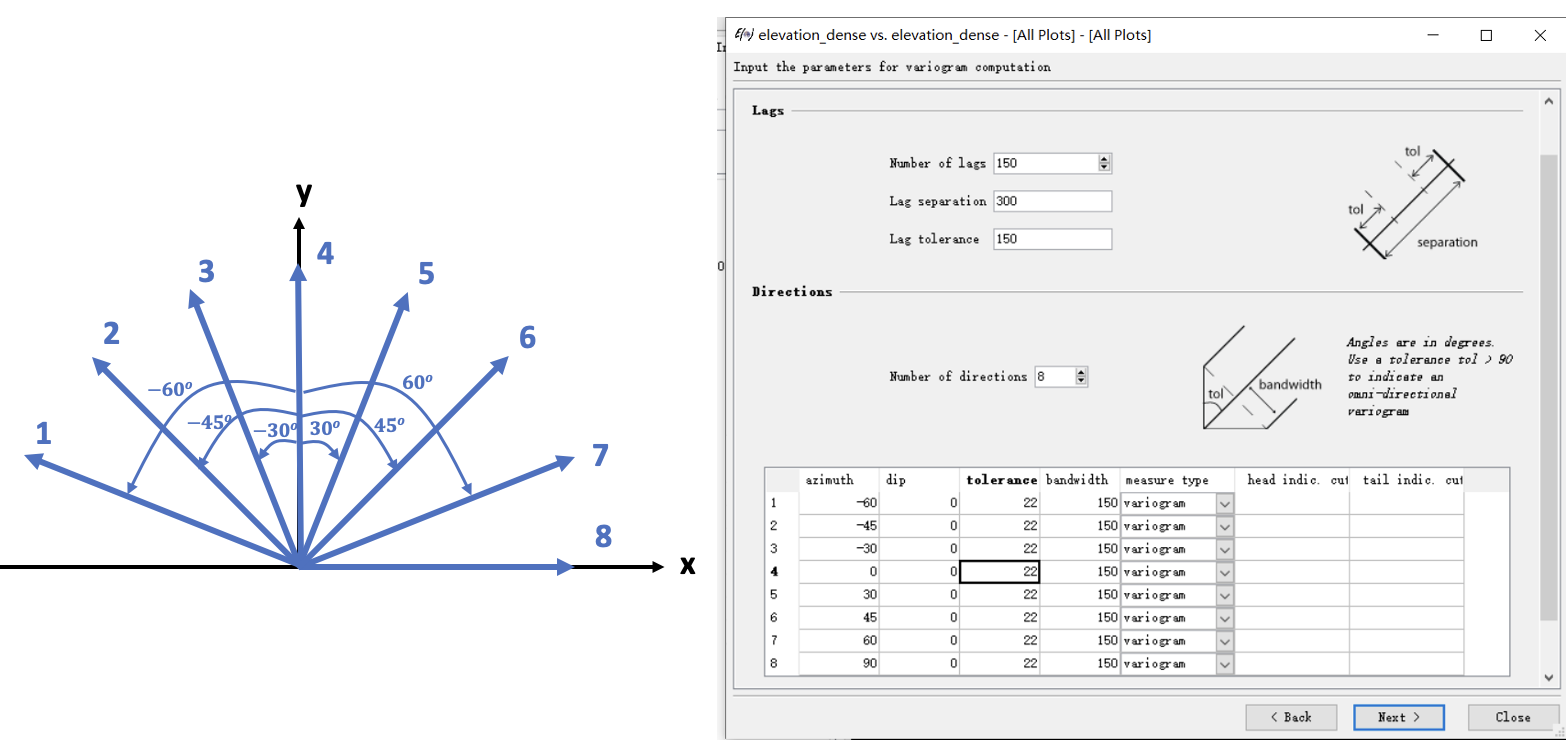 y
4
3
5
2
6
−60⁰
60⁰
−45⁰
−30⁰
30⁰
45⁰
1
7
8
x
elevation_dense vs. elevation_dense - [All Plots] - [All Plots]
Input the parameters for variogram computation
Lags
Number of lags 150
Lag separation 300
Lag tolerance 150
tol
tol
separation
Directions
Number of directions 8
tol
bandwidth
Angles are in degrees.
Use a tolerance tol > 90
to indicate an
omni-directional
variogram
azimuth dip tolerance bandwidth measure type head indic. cut tail indic. cut
1 -60 0 22 150 variogram
2 -45 0 22 150 variogram
3 -30 0 22 150 variogram
4 0 0 22 150 variogram
5 30 0 22 150 variogram
6 45 0 22 150 variogram
7 60 0 22 150 variogram
8 90 0 22 150 variogram
< Back Next > Close